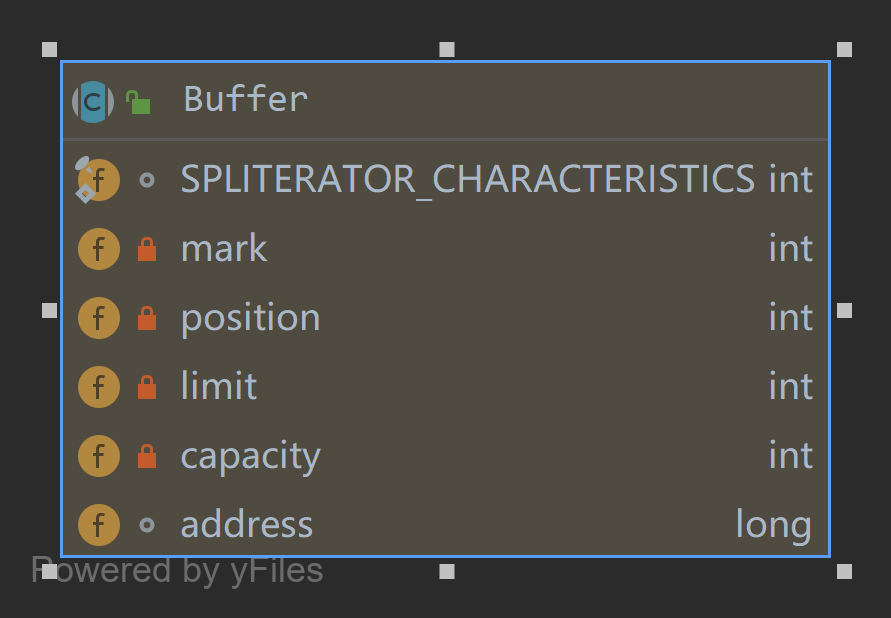 Buffer
SPLITERATOR_CHARACTERISTICS int
mark int
position int
limit int
capacity int
address long
Powered by yFiles